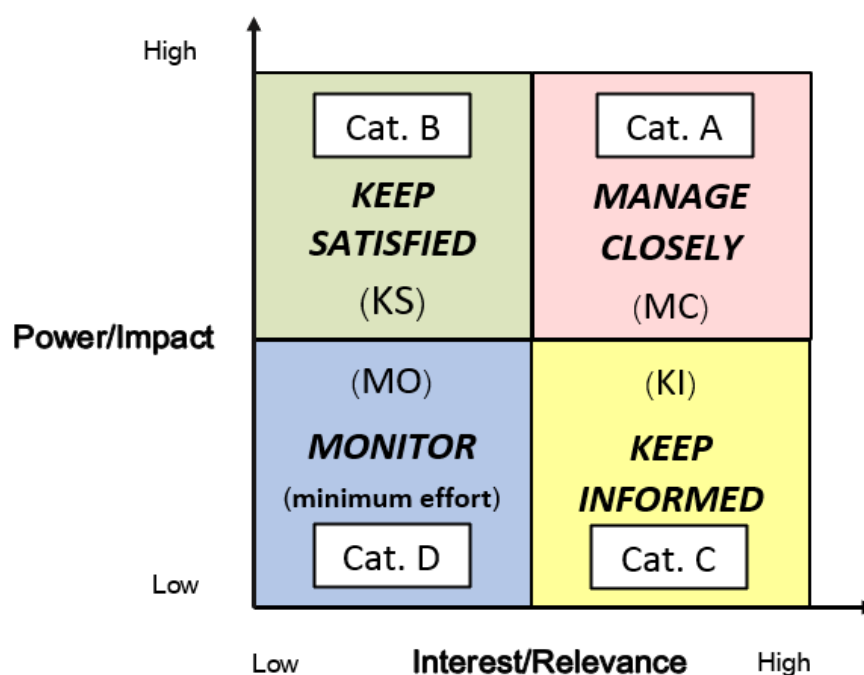 High
Cat. B
KEEP
SATISFIED
(KS)
Cat. A
MANAGE
CLOSELY
(MC)
Power/Impact
(MO)
MONITOR
(minimum effort)
Cat. D
(KI)
KEEP
INFORMED
Cat. C
Low
Low
Interest/Relevance
High